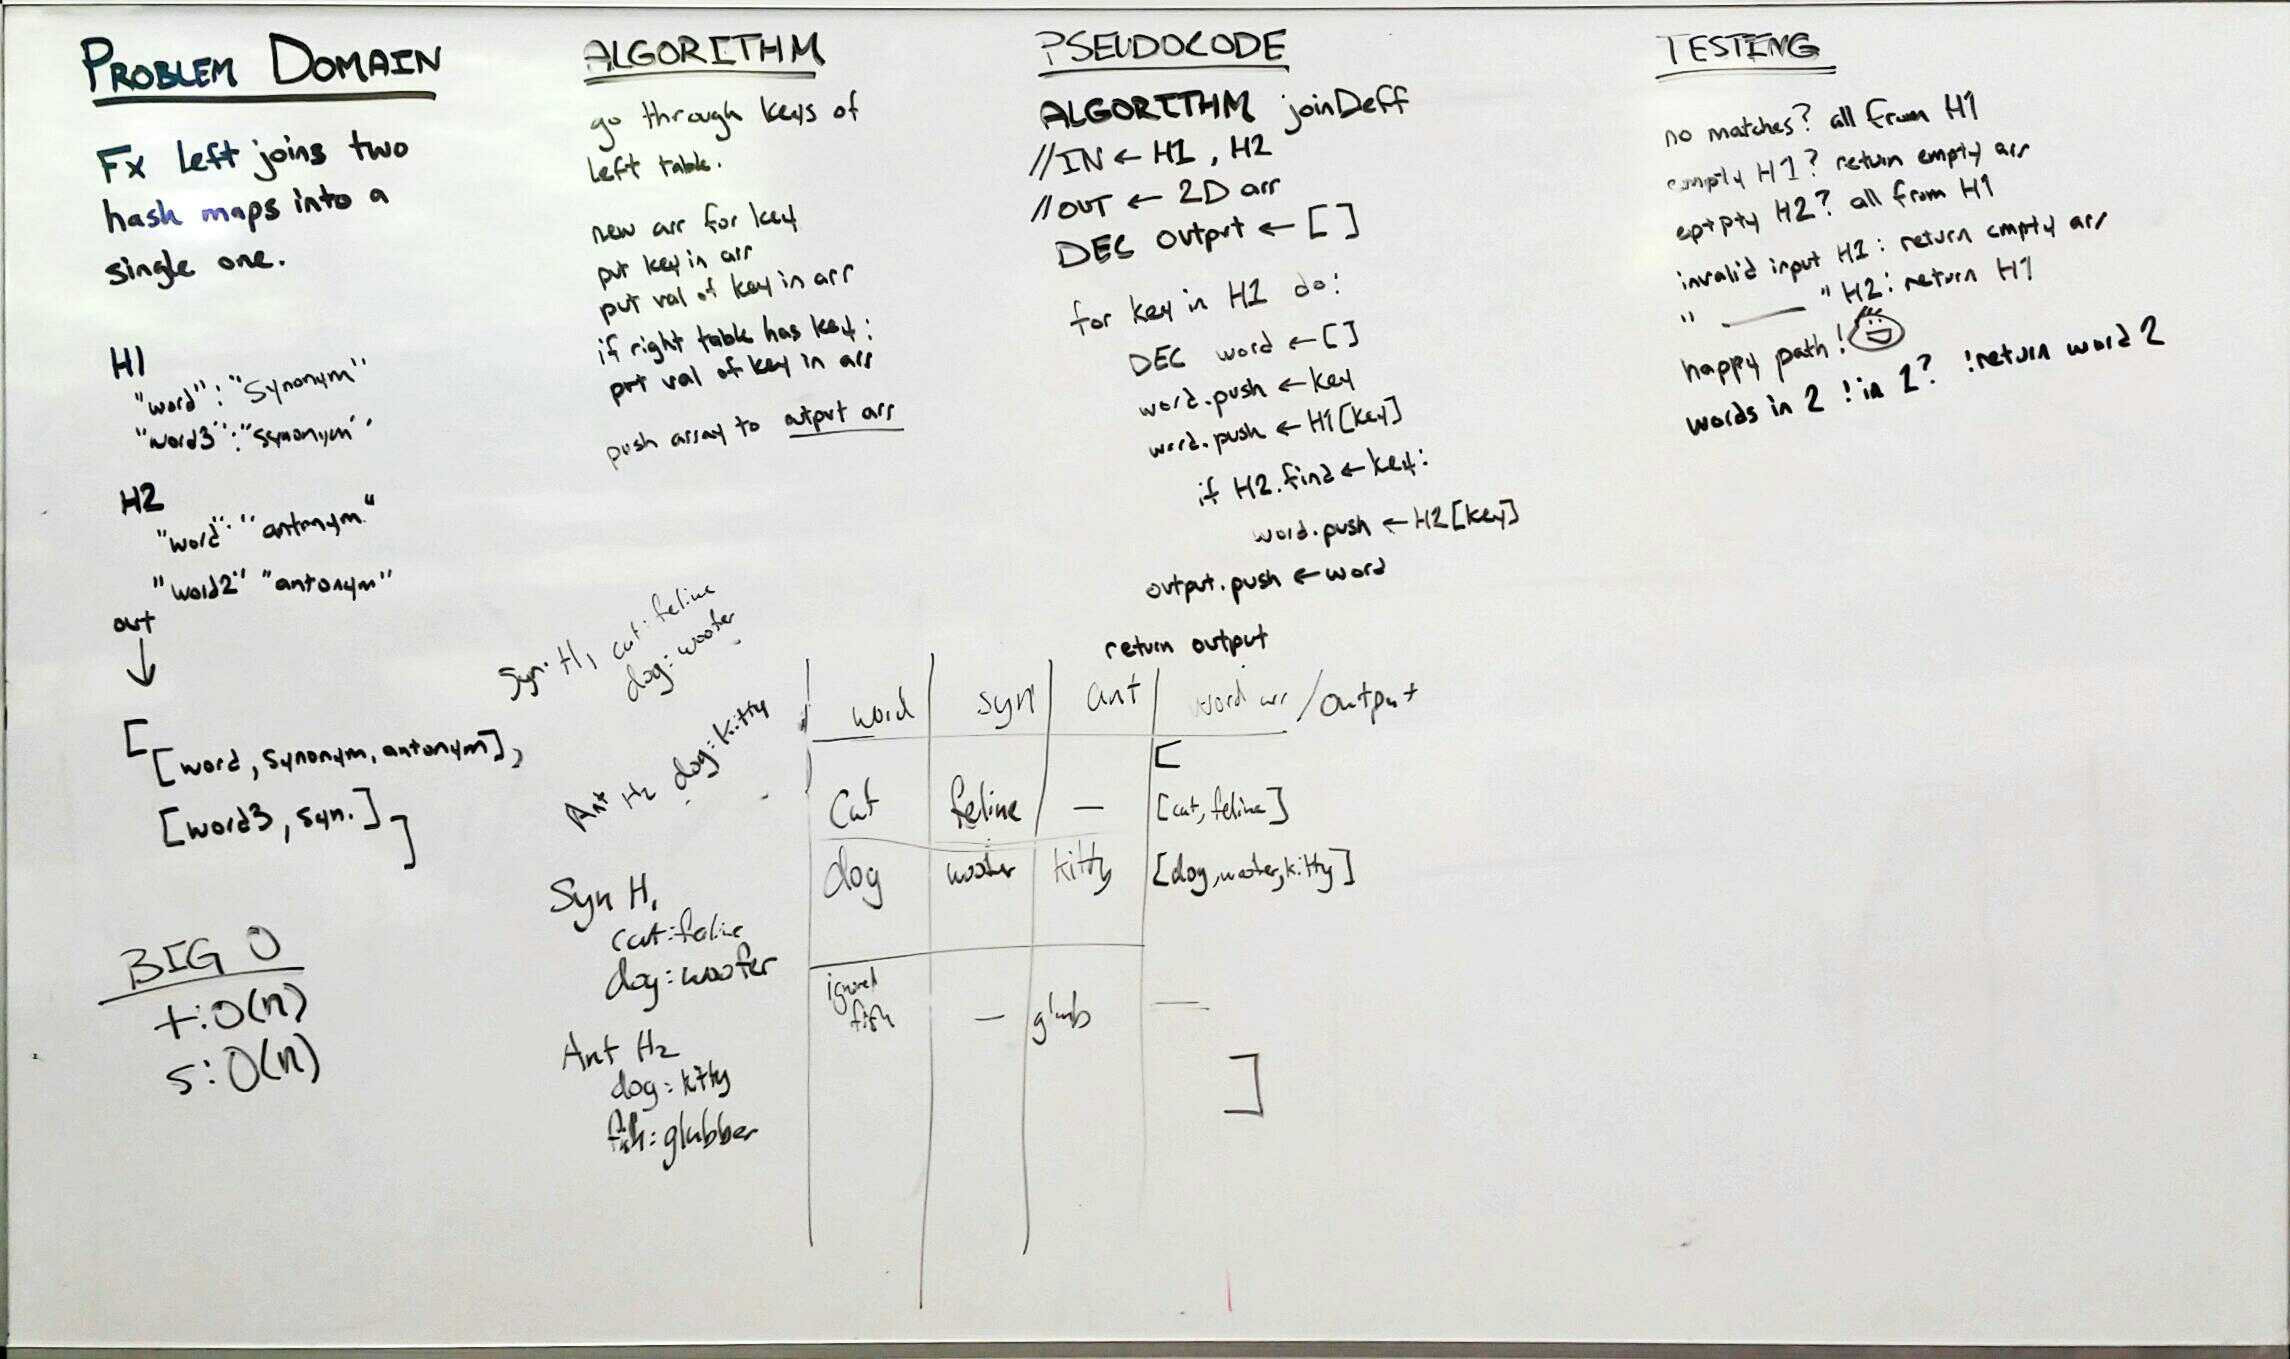 PROBLEM DOMAIN
Fx left joins two
hash maps into a
single one.
H1
"word":"Synonym"
"word3":"synonym"
H2
"word":"antonym"
"word2" "antonym"
out
[
[word, synonym, antonym],
[word3, syn.]
]
BIG O
t:O(n)
s:O(n)
ALGORITHM
go through keys of
left table.
new arr for key
put key in arr
put val of key in arr
if right table has key:
put val of key in arr
push array to output arr
Syn. H1 cat: feline
dog: woofer
Ant H2 dog: kitty
Syn H1
cat: feline
dog: woofer
Ant H2
dog: kitty
fish: glubber
PSEUDOCODE
ALGORITHM joinDeff
//IN ← H1, H2
//OUT ← 2D arr
DEC output ← []
for key in H1 do:
DEC word ← []
word.push ← key
word.push ← H1[key]
if H2.find ← key:
word.push ← H2[key]
output.push ← word
return output
word syn ant word arr / output
[
cat feline — [cat, feline]
dog woofer kitty [dog, woofer, kitty]
ignored
fish — glub —
]
TESTING
no matches? all from H1
empty H1? return empty arr
eptpty H2? all from H1
invalid input H1: return empty arr
" — " H2: return H1
happy path!
words in 2 !in 1? !return word 2